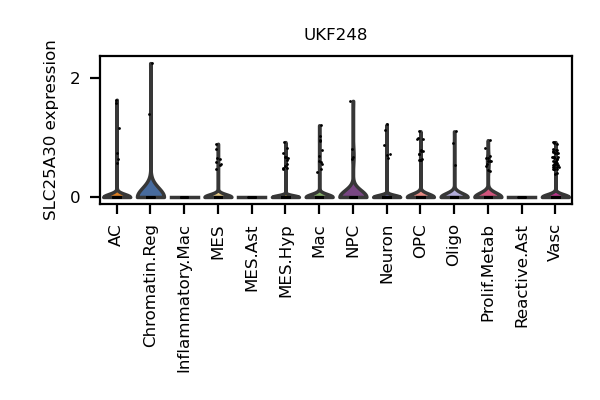 UKF248
SLC25A30 expression
2
0
AC
Chromatin.Reg
Inflammatory.Mac
MES
MES.Ast
MES.Hyp
Mac
NPC
Neuron
OPC
Oligo
Prolif.Metab
Reactive.Ast
Vasc